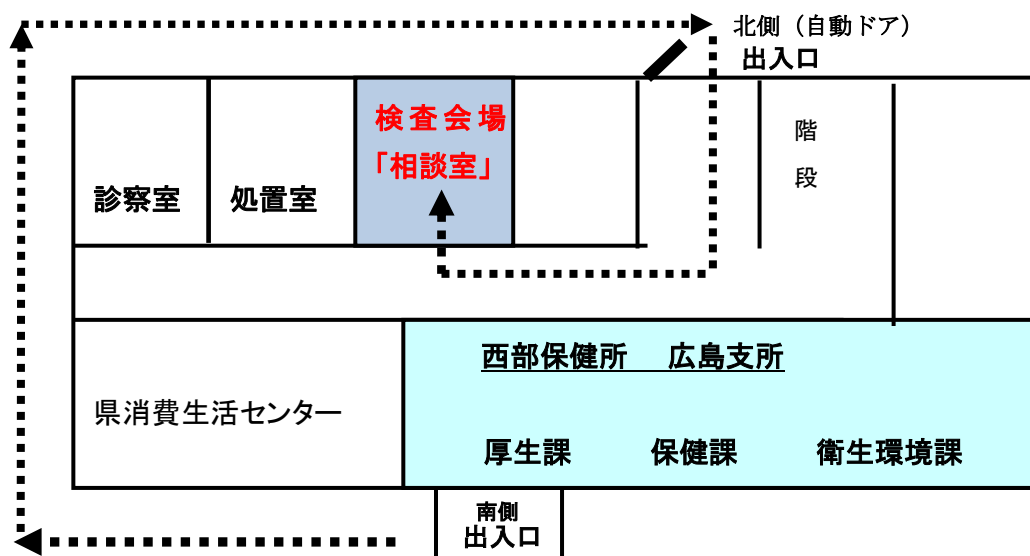 北側（自動ドア）
出入口
検査会場
「相談室」
階
段
診察室
処置室
西部保健所　広島支所
県消費生活センター
厚生課　保健課　衛生環境課
南側
出入口